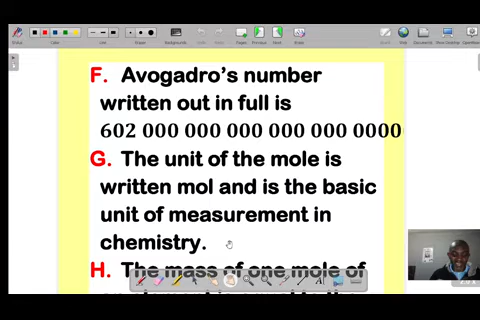 F. Avogadro's number
written out in full is
602 000 000 000 000 000 0000
G. The unit of the mole is
written mol and is the basic
unit of measurement in
chemistry.
H. The mass of one mole of